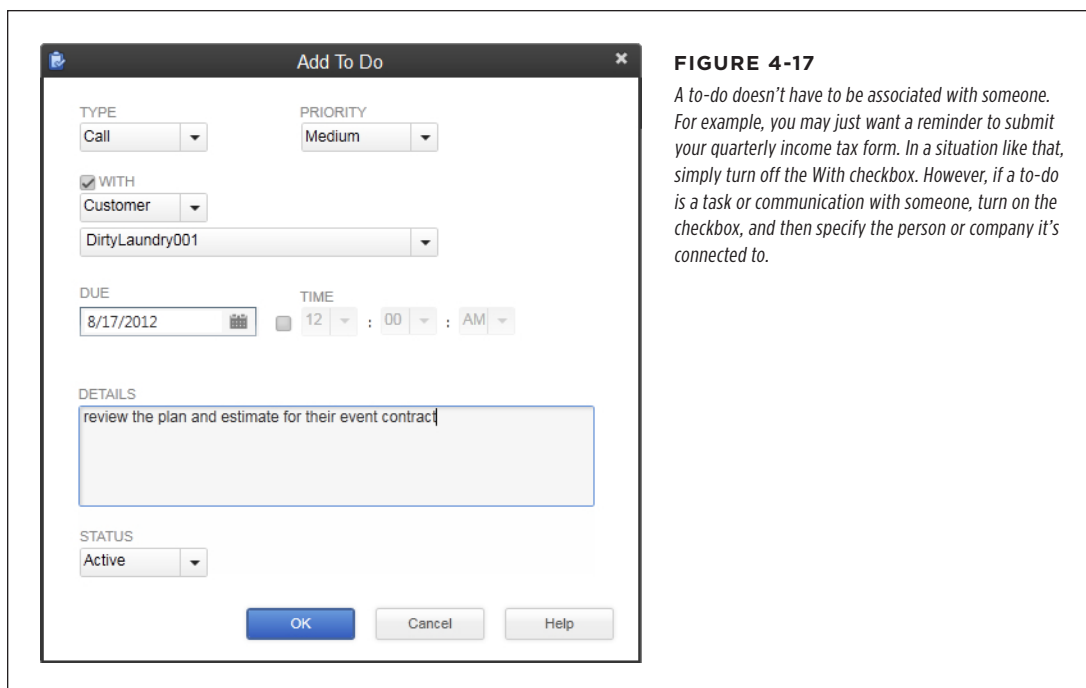 Add To Do
TYPE
Call
PRIORITY
Medium
WITH
Customer
DirtyLaundry001
DUE
8/17/2012
TIME
12 : 00 : AM
DETAILS
review the plan and estimate for their event contract
STATUS
Active
OK Cancel Help
FIGURE 4-17
A to-do doesn’t have to be associated with someone.
For example, you may just want a reminder to submit
your quarterly income tax form. In a situation like that,
simply turn off the With checkbox. However, if a to-do
is a task or communication with someone, turn on the
checkbox, and then specify the person or company it’s
connected to.